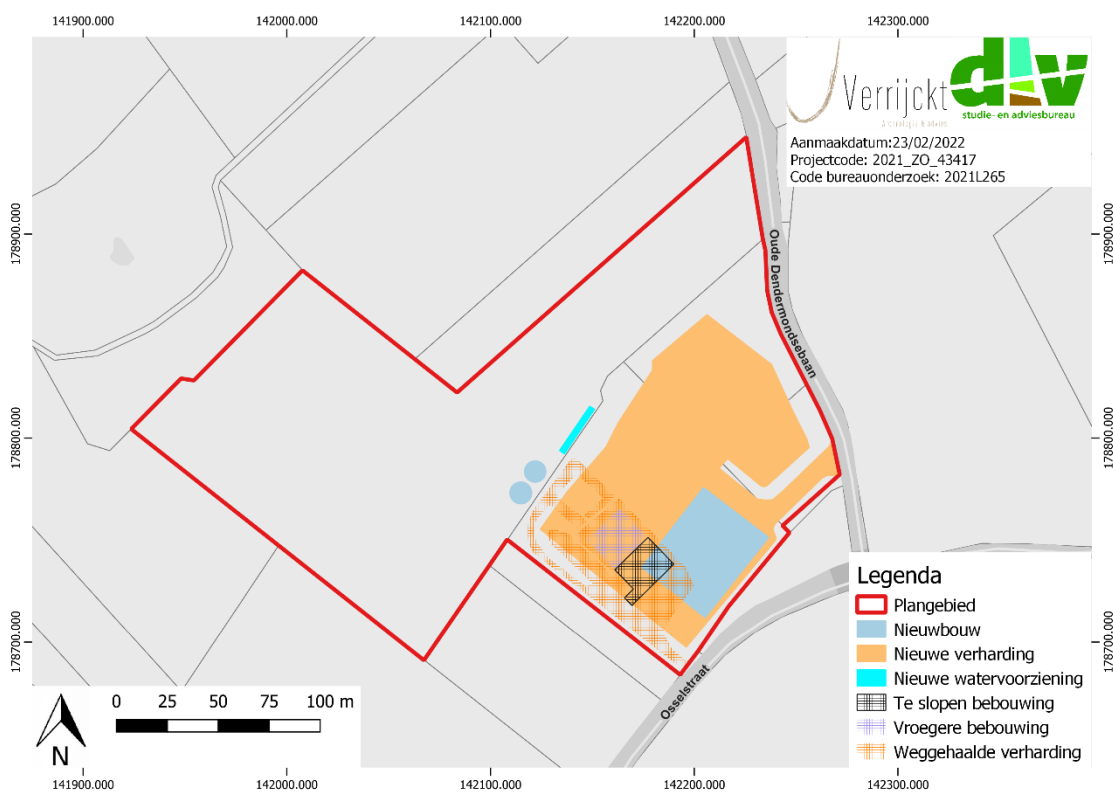 141900.000 142000.000 142100.000 142200.000 142300.000
Verrijckt
Archeologie & advies
dlv
studie- en adviesbureau
Aanmaakdatum:23/02/2022
Projectcode: 2021_ZO_43417
Code bureauonderzoek: 2021L265
178900.000 178900.000
178800.000 178800.000
178700.000 178700.000
Oude Dendermondsebaan
Osselstraat
Legenda
Plangebied
Nieuwbouw
Nieuwe verharding
Nieuwe watervoorziening
Te slopen bebouwing
Vroegere bebouwing
Weggehaalde verharding
0 25 50 75 100 m
N
141900.000 142000.000 142100.000 142200.000 142300.000